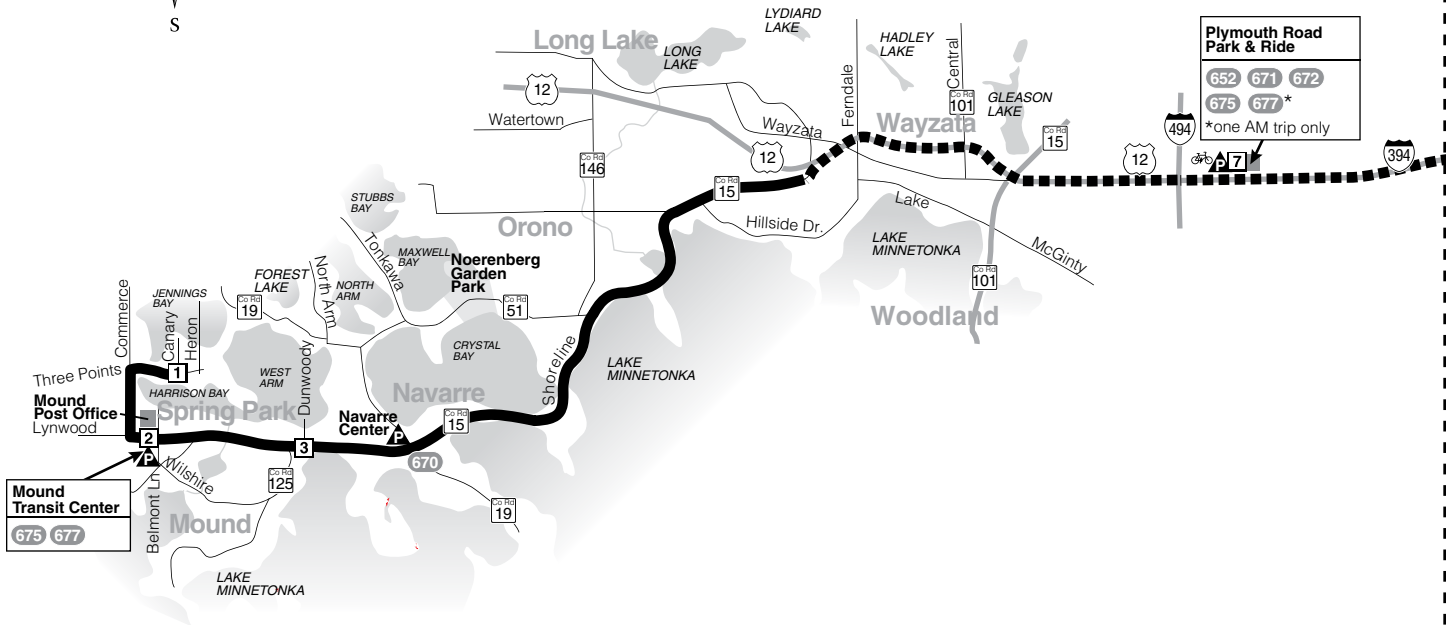 S
Long Lake
LONG
LAKE
LYDIARD
LAKE
HADLEY
LAKE
Ferndale
Central
Co Rd
101
GLEASON
LAKE
Plymouth Road
Park & Ride
652 671 672
675 677*
*one AM trip only
12
Watertown
Wayzata
Wayzata
12
Co Rd
15
494
12
P
7
394
Co Rd
146
Co Rd
15
STUBBS
BAY
Orono
Hillside Dr.
Lake
LAKE
MINNETONKA
McGinty
Co Rd
101
Woodland
Tonkawa
MAXWELL
BAY
Noerenberg
Garden
Park
FOREST
LAKE
North Arm
NORTH
ARM
Co Rd
51
Commerce
JENNINGS
BAY
Canary
Heron
Co Rd
19
CRYSTAL
BAY
Shoreline
LAKE
MINNETONKA
Three Points
1
WEST
ARM
Dunwoody
HARRISON BAY
Navarre
Mound
Post Office
Spring Park
Navarre
Center
P
Co Rd
15
Lynwood
2
3
670
P
Wilshire
Co Rd
125
Co Rd
19
Mound
Transit Center
675 677
Belmont Ln
Mound
LAKE
MINNETONKA